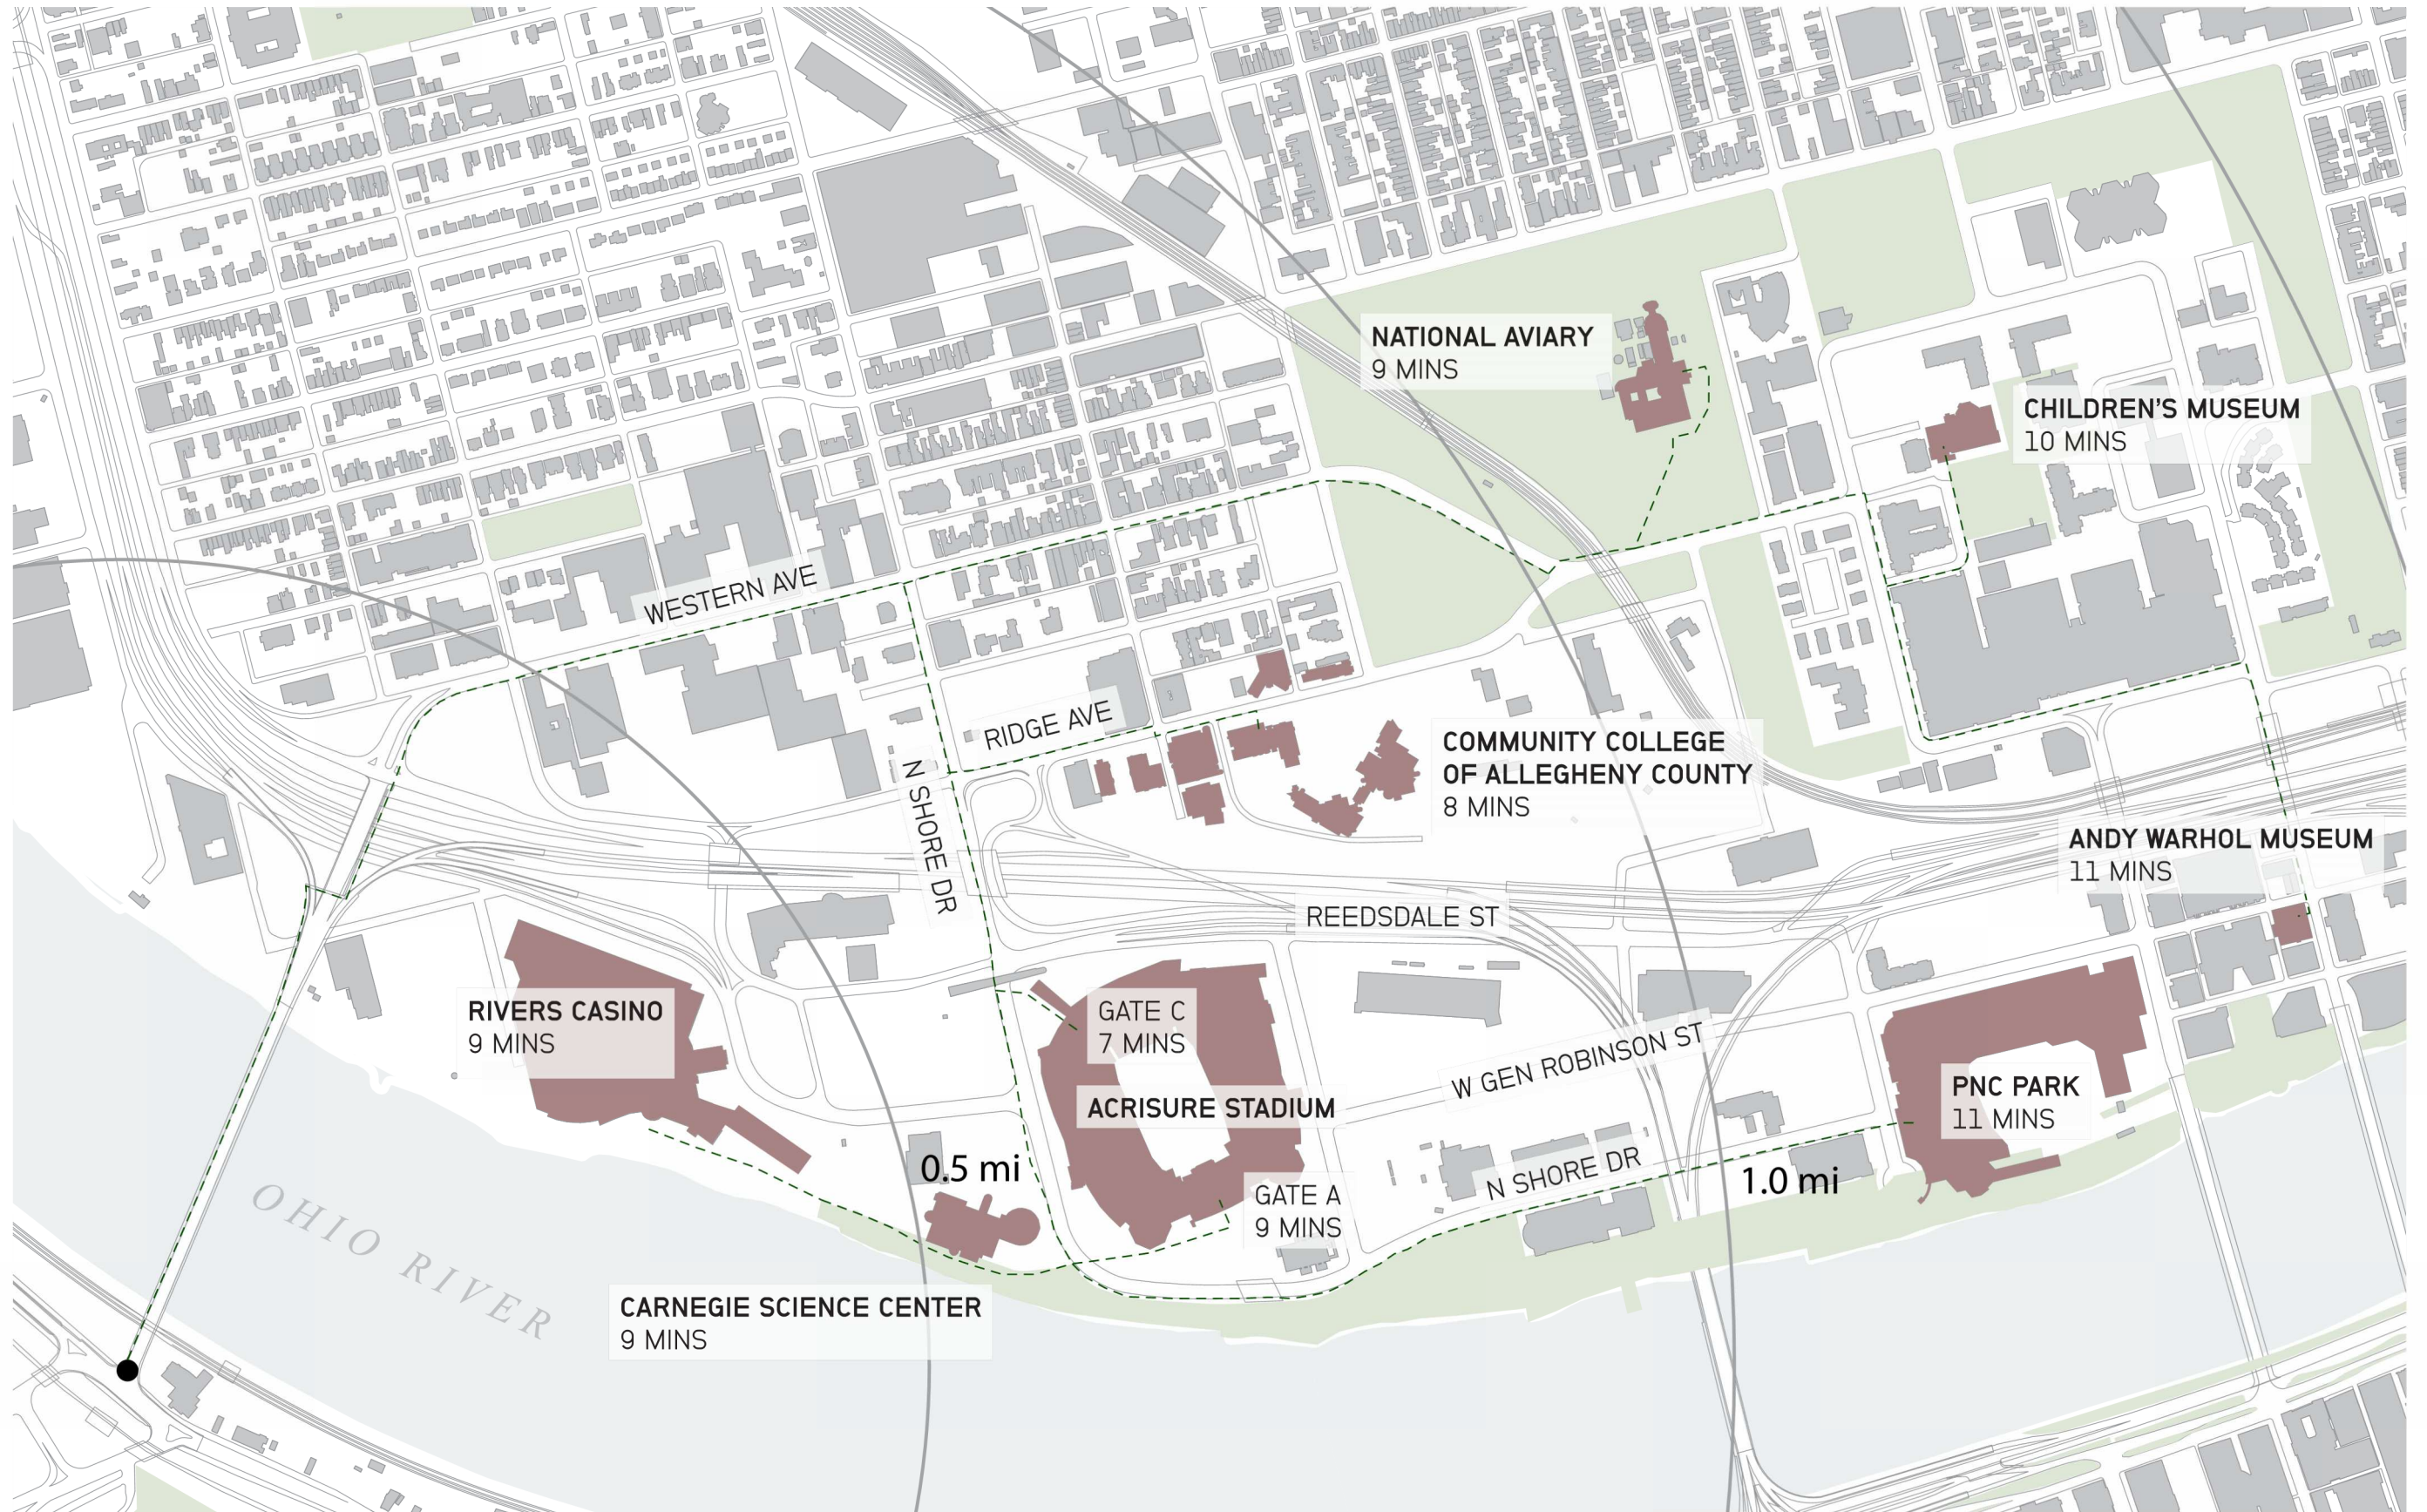 NATIONAL AVIARY
9 MINS
CHILDREN'S MUSEUM
10 MINS
WESTERN AVE
RIDGE AVE
N SHORE DR
COMMUNITY COLLEGE
OF ALLEGHENY COUNTY
8 MINS
ANDY WARHOL MUSEUM
11 MINS
REEDSDALE ST
RIVERS CASINO
9 MINS
GATE C
7 MINS
ACRISURE STADIUM
W GEN ROBINSON ST
PNC PARK
11 MINS
0.5 mi
GATE A
9 MINS
N SHORE DR
1.0 mi
OHIO RIVER
CARNEGIE SCIENCE CENTER
9 MINS